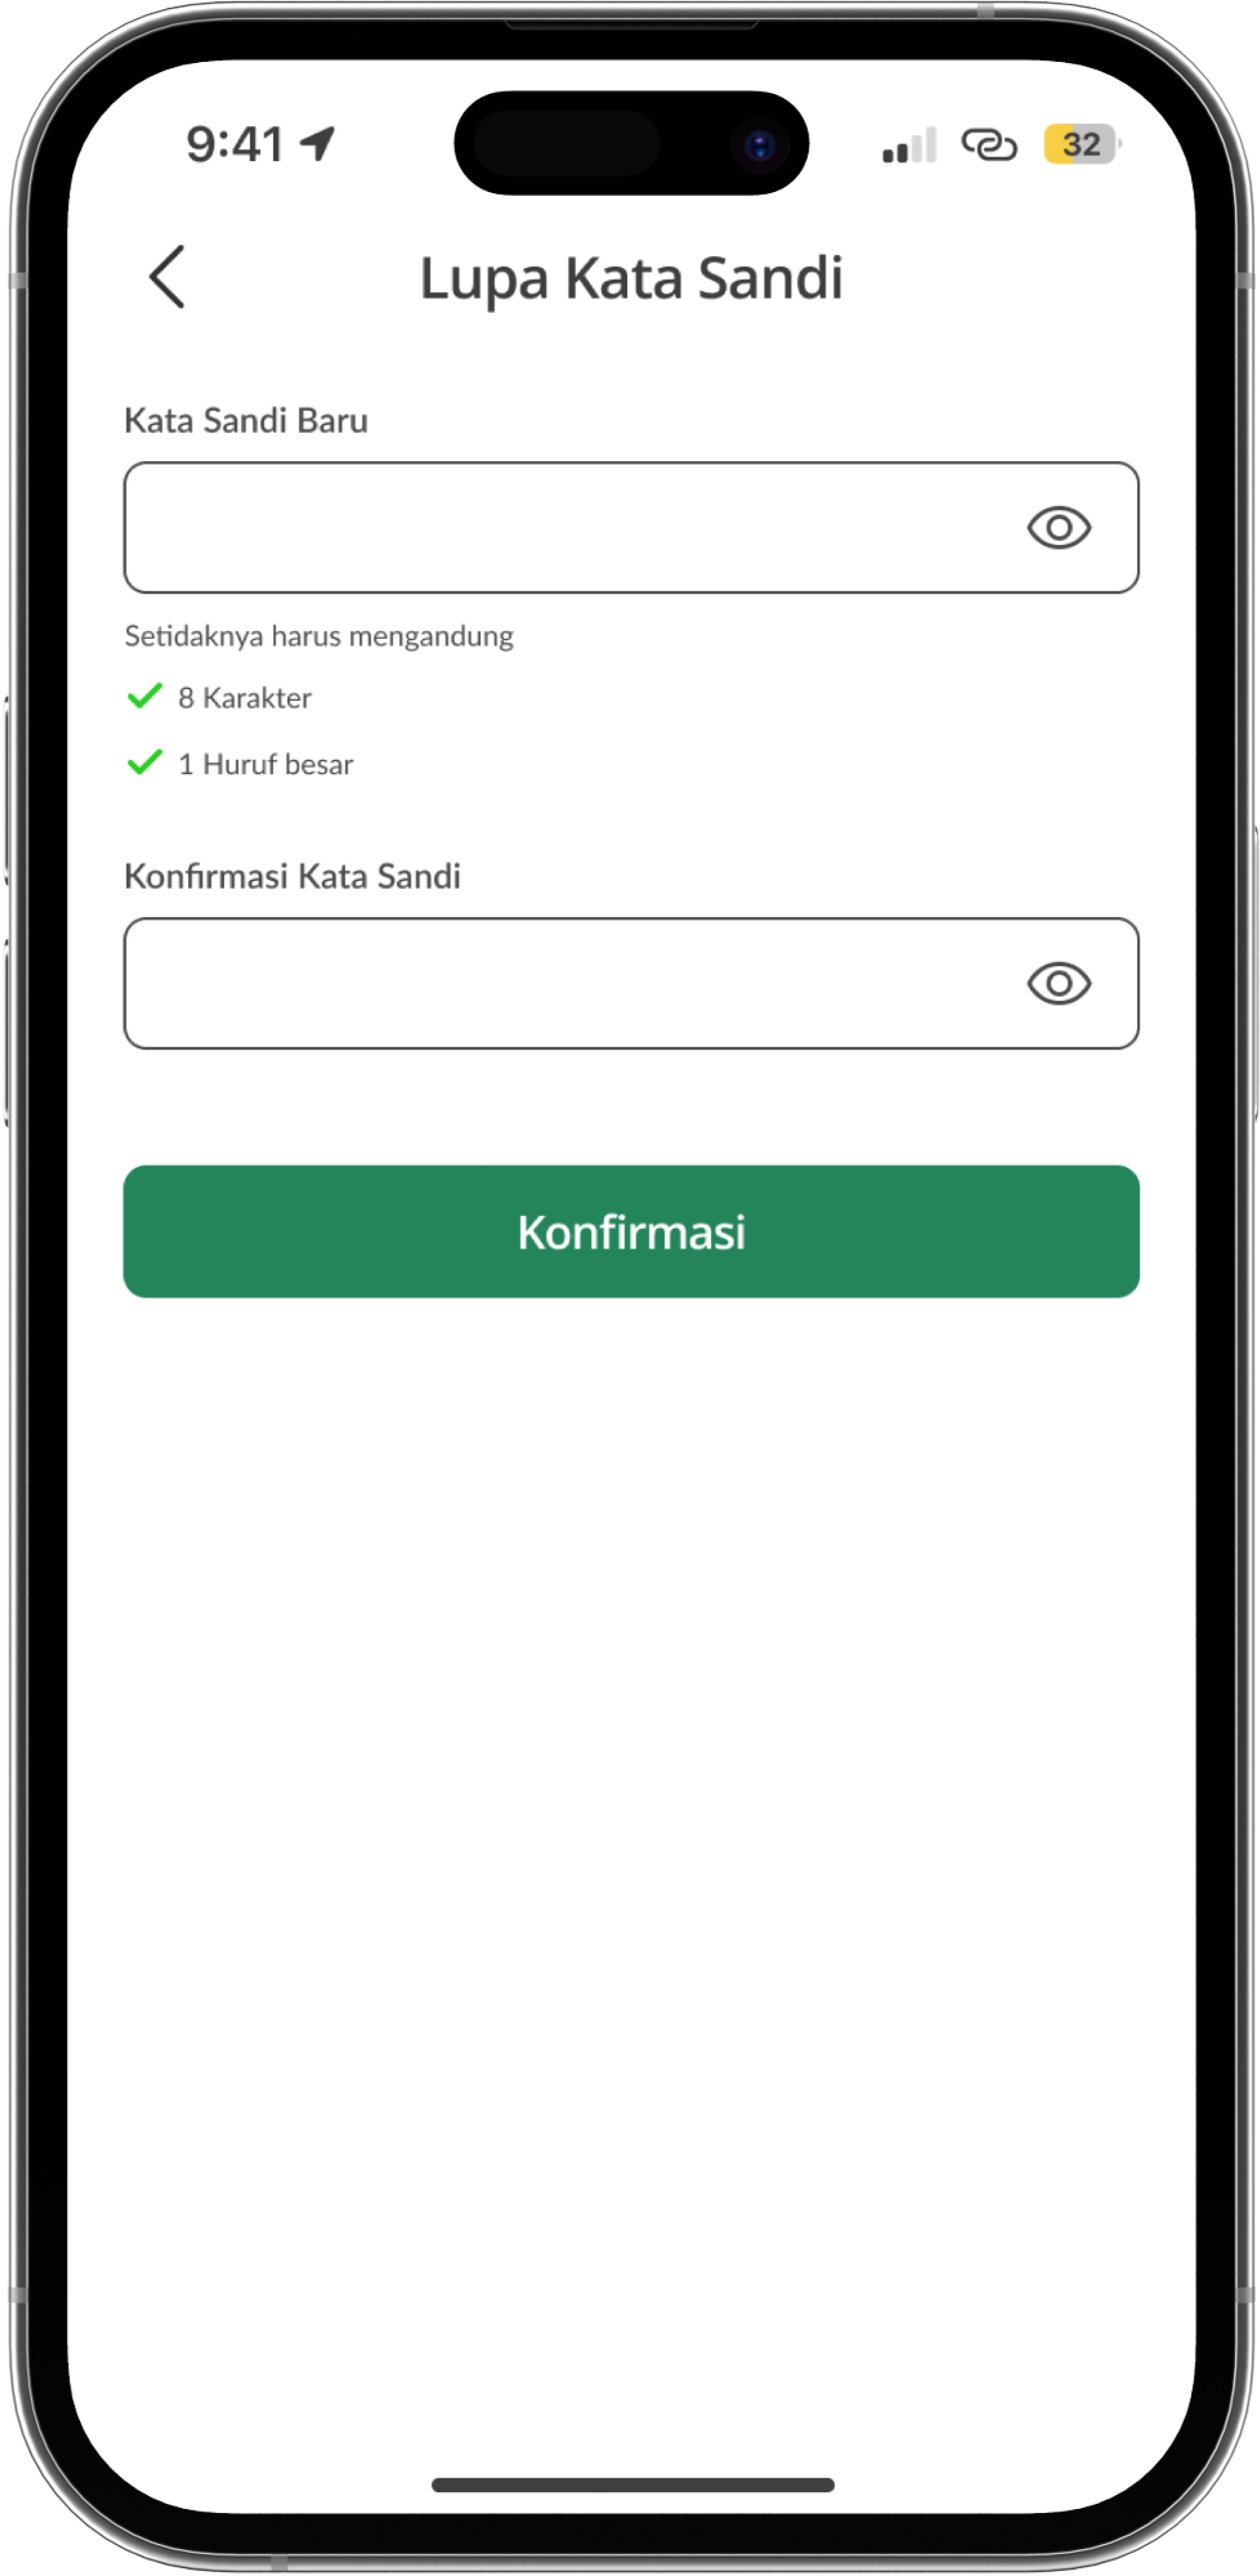 9:41
32
Lupa Kata Sandi
Kata Sandi Baru
Setidaknya harus mengandung
8 Karakter
1 Huruf besar
Konfirmasi Kata Sandi
Konfirmasi